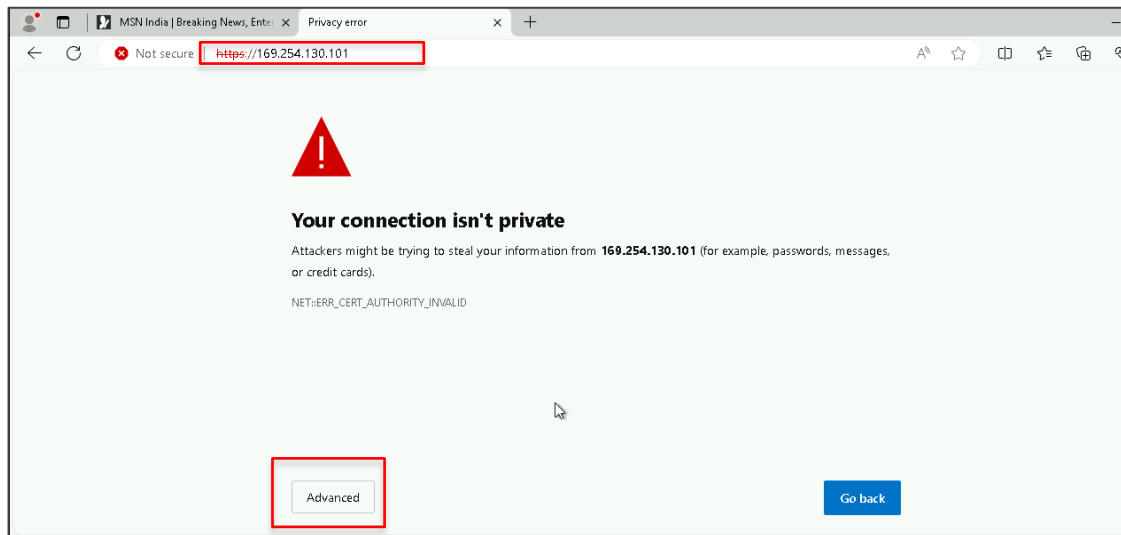 MSN India | Breaking News, Enter
Privacy error
Not secure
https://169.254.130.101
Your connection isn't private
Attackers might be trying to steal your information from 169.254.130.101 (for example, passwords, messages,
or credit cards).
NET::ERR_CERT_AUTHORITY_INVALID
Advanced
Go back